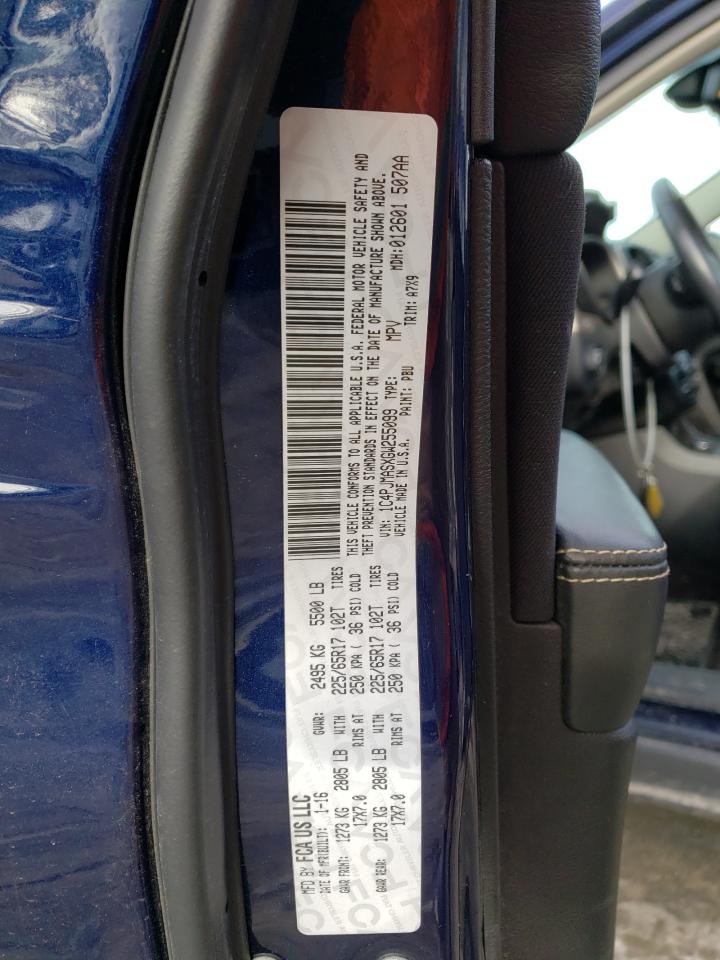 MFD BY FCA US LLC
DATE OF MFR(BUILT): 1-16 GVWR: 2495 KG 5500 LB
GAWR FRONT: 1273 KG 2805 LB WITH 225/65R17 102T TIRES
17X7.0 RIMS AT 250 KPA ( 36 PSI) COLD
GAWR REAR: 1273 KG 2805 LB WITH 225/65R17 102T TIRES
17X7.0 RIMS AT 250 KPA ( 36 PSI) COLD
THIS VEHICLE CONFORMS TO ALL APPLICABLE U.S.A. FEDERAL MOTOR VEHICLE SAFETY AND
THEFT PREVENTION STANDARDS IN EFFECT ON THE DATE OF MANUFACTURE SHOWN ABOVE.
VIN: 1C4PJMASXGW255099 TYPE: MPV MDH:012601 507AA
VEHICLE MADE IN U.S.A. PAINT: PBU TRIM: A7X9